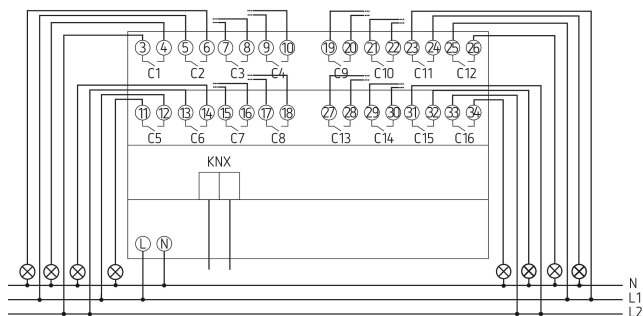 3 4 5 6 7 8 9 10 19 20 21 22 23 24 25 26
C1 C2 C3 C4 C9 C10 C11 C12
11 12 13 14 15 16 17 18 27 28 29 30 31 32 33 34
C5 C6 C7 C8 C13 C14 C15 C16
KNX
L N
N
L1
L2